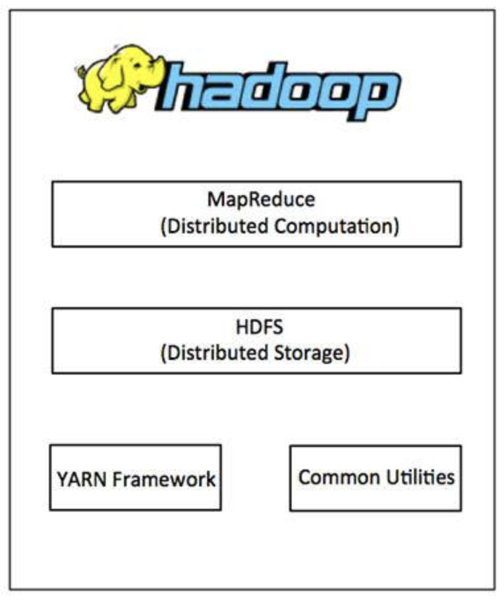 hadoop
MapReduce
(Distributed Computation)
HDFS
(Distributed Storage)
YARN Framework
Common Utilities